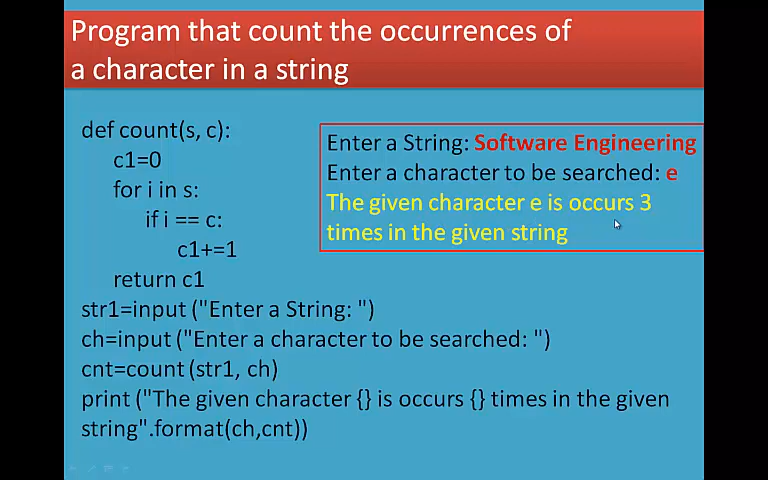 Program that count the occurrences of
a character in a string
def count(s, c):
c1=0
for i in s:
if i == c:
c1+=1
return c1
str1=input ("Enter a String: ")
ch=input ("Enter a character to be searched: ")
cnt=count (str1, ch)
print ("The given character {} is occurs {} times in the given
string".format(ch,cnt))
Enter a String: Software Engineering
Enter a character to be searched: e
The given character e is occurs 3
times in the given string